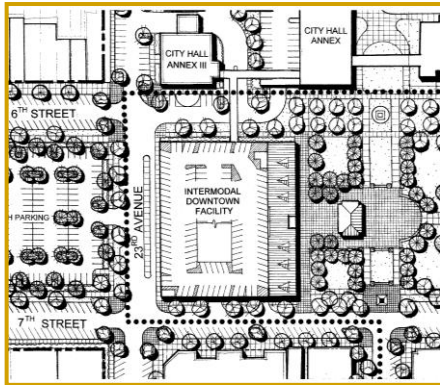 CITY HALL
ANNEX III
CITY HALL
ANNEX
6TH STREET
INTERMODAL
DOWNTOWN
FACILITY
23RD AVENUE
H PARKING
7TH STREET